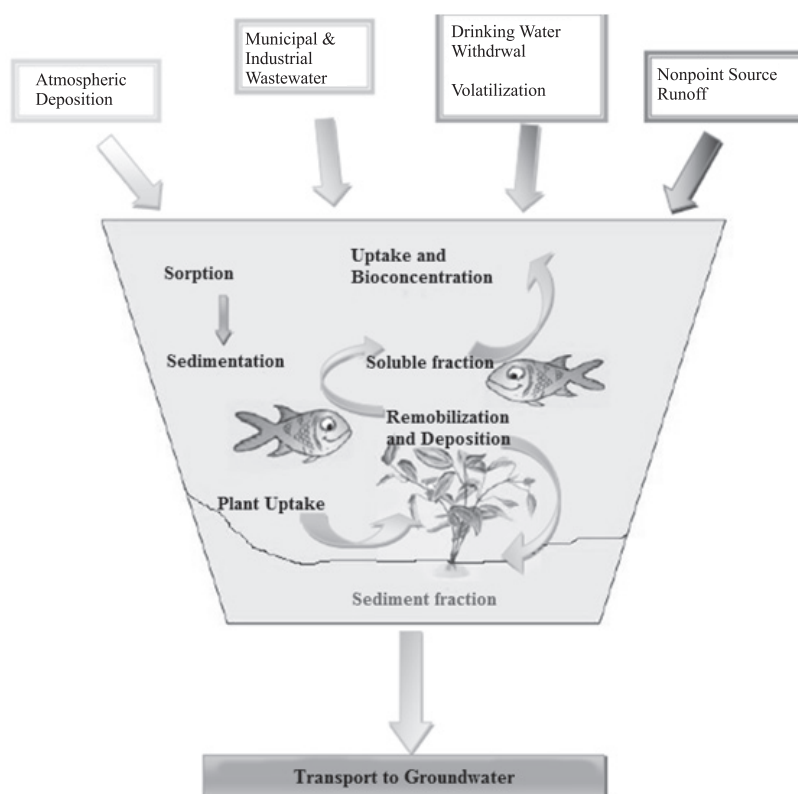 Atmospheric
Deposition
Municipal &
Industrial
Wastewater
Drinking Water
Withdrwal
Volatilization
Nonpoint Source
Runoff
Sorption
Uptake and
Bioconcentration
Sedimentation
Soluble fraction
Remobilization
and Deposition
Plant Uptake
Sediment fraction
Transport to Groundwater